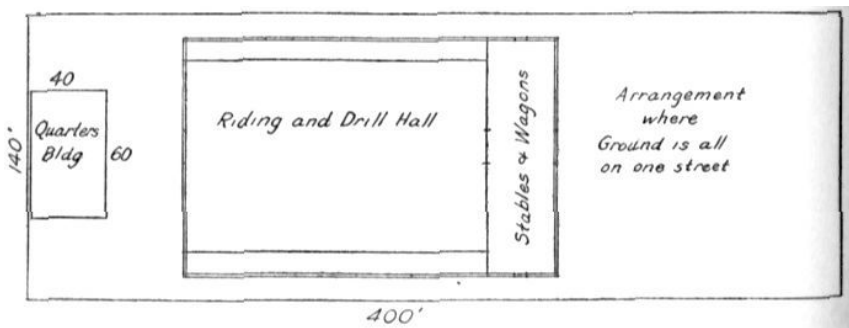 40
Quarters
Bldg
60
140'
Riding and Drill Hall
Stables & Wagons
Arrangement
where
Ground is all
on one street
400'